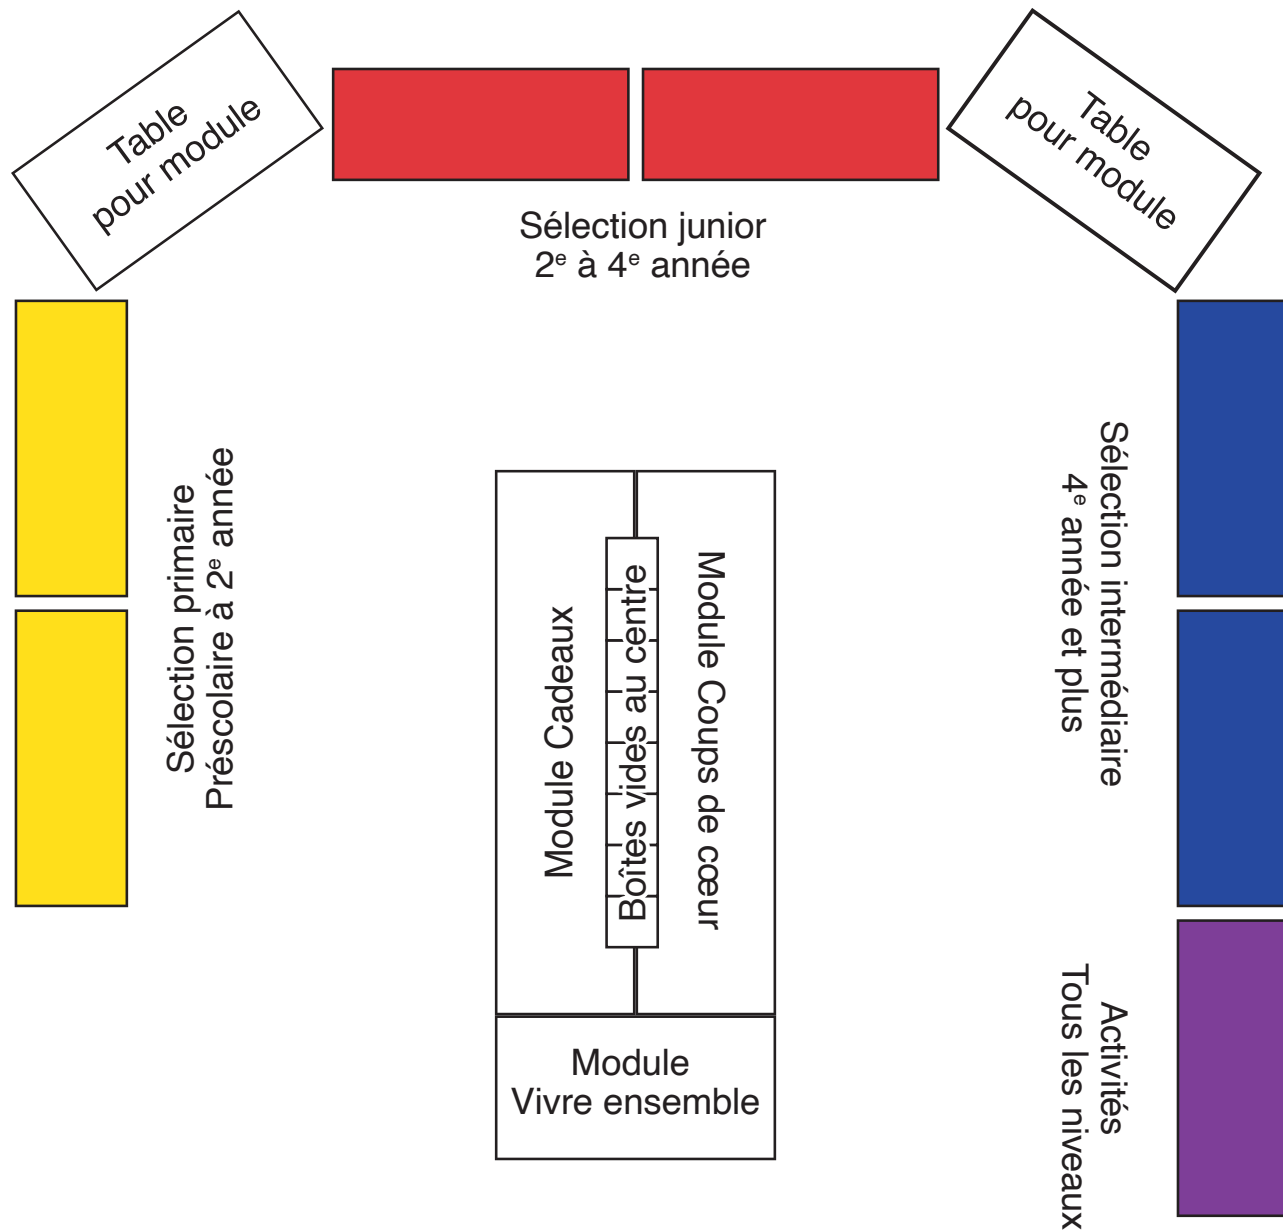 Table
pour module
Table
pour module
Sélection junior
2e à 4e année
Sélection primaire
Préscolaire à 2e année
Module Cadeaux
Boîtes vides au centre
Module Coups de cœur
Sélection intermédiaire
4e année et plus
Module
Vivre ensemble
Activités
Tous les niveaux